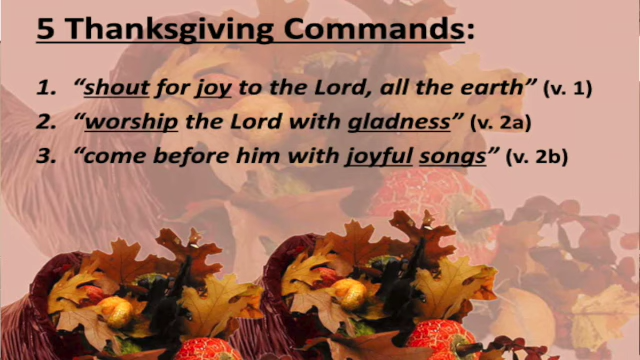 5 Thanksgiving Commands:
1. “shout for joy to the Lord, all the earth” (v. 1)
2. “worship the Lord with gladness” (v. 2a)
3. “come before him with joyful songs” (v. 2b)